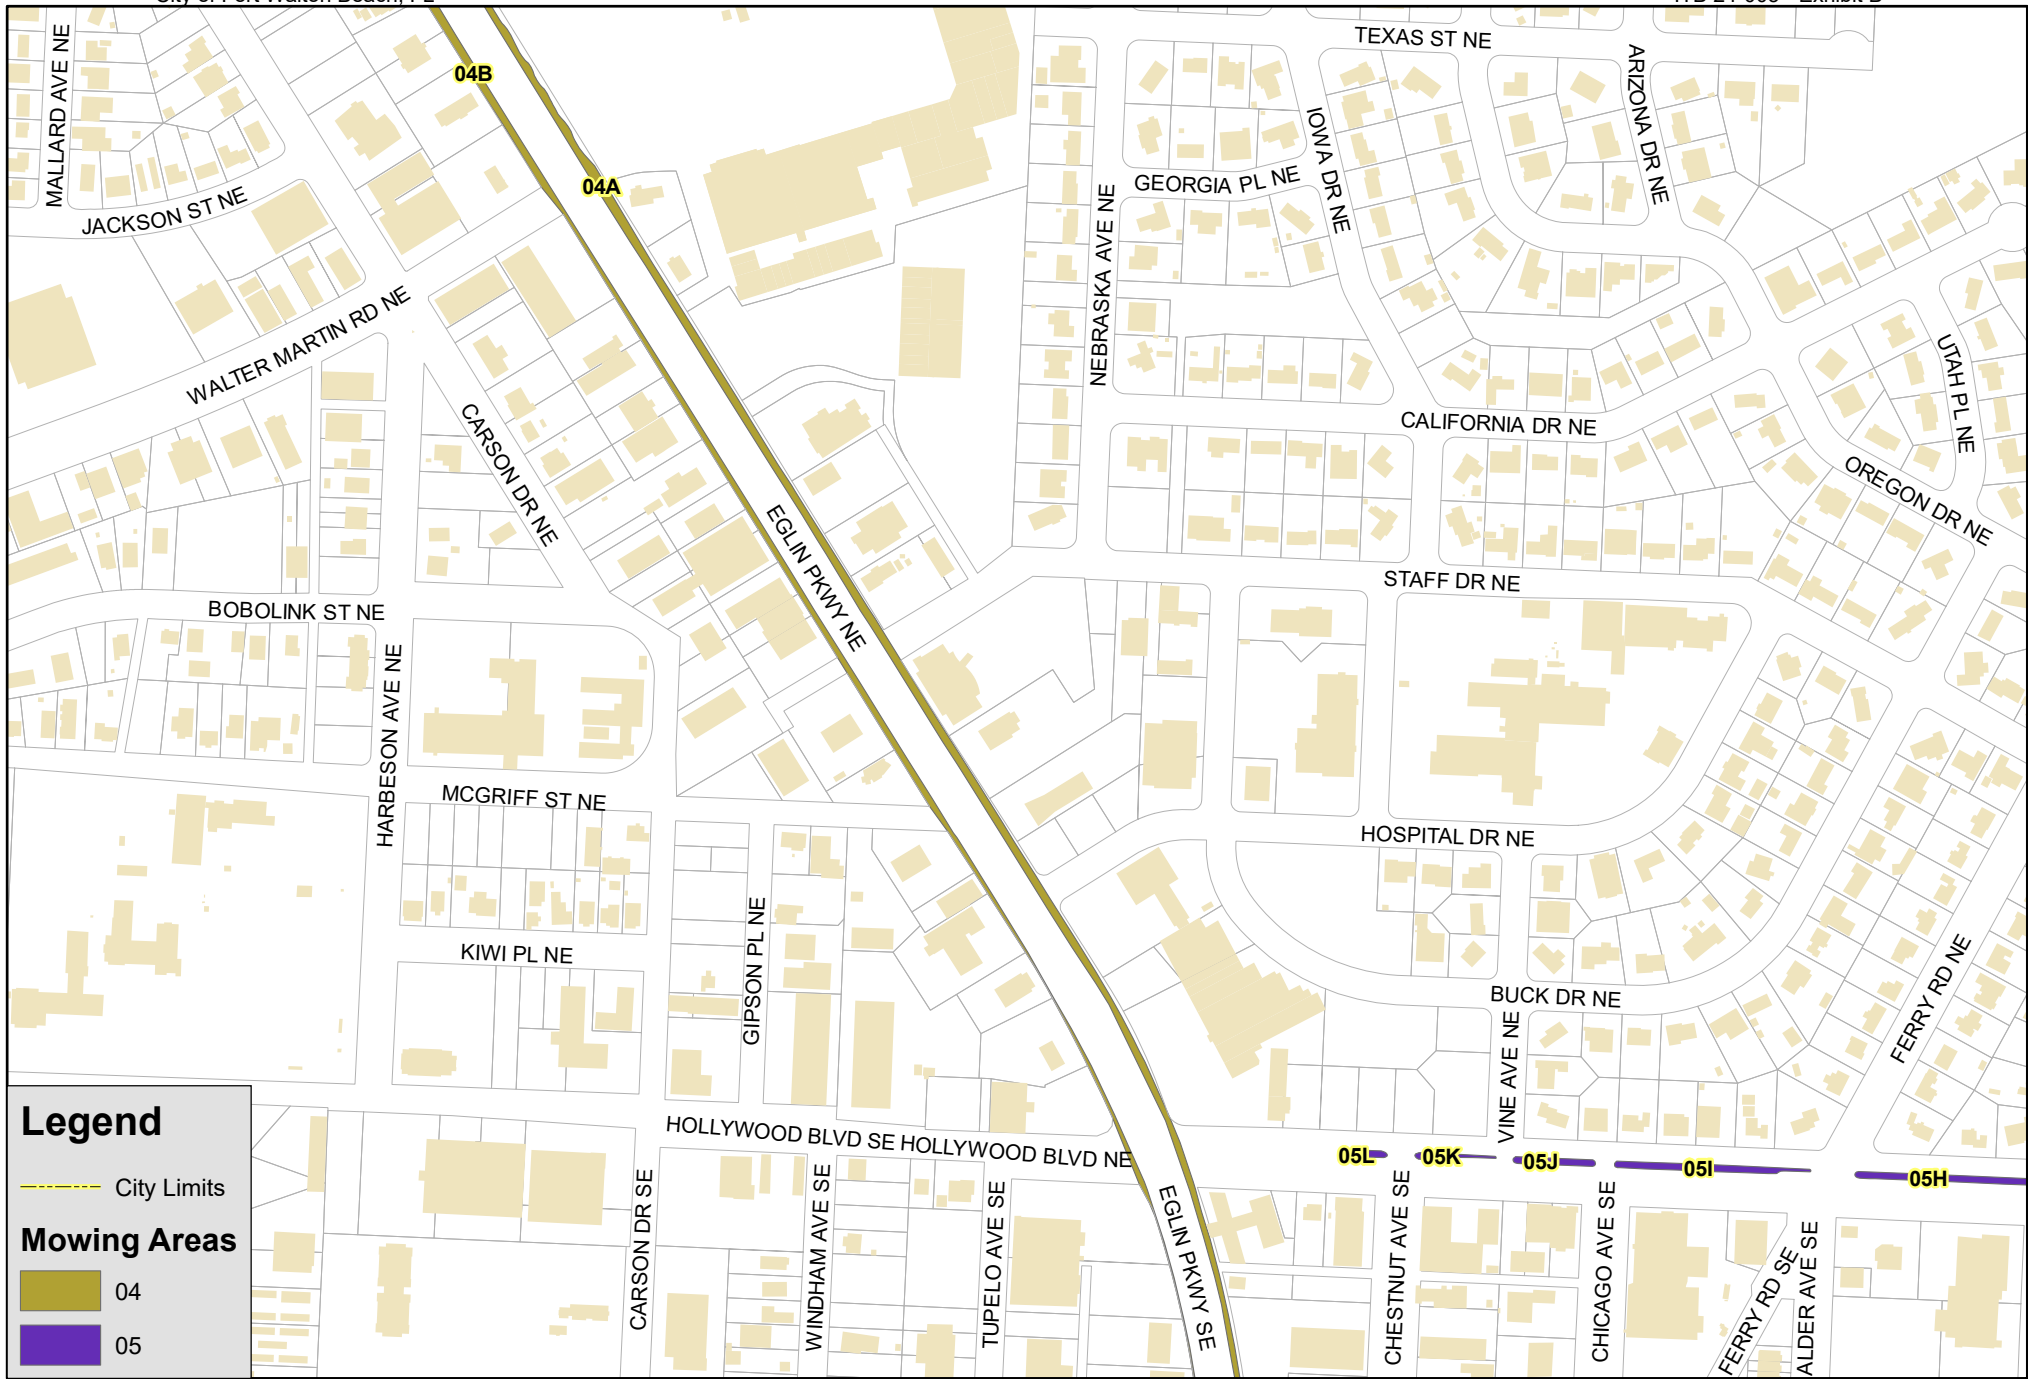 TEXAS ST NE
ARIZONA DR NE
MALLARD AVE NE
04B
IOWA DR NE
04A
GEORGIA PL NE
JACKSON ST NE
NEBRASKA AVE NE
WALTER MARTIN RD NE
UTAH PL NE
CALIFORNIA DR NE
CARSON DR NE
OREGON DR NE
EGLIN PKWY NE
STAFF DR NE
BOBOLINK ST NE
HARBESON AVE NE
MCGRIFF ST NE
HOSPITAL DR NE
KIWI PL NE
GIPSON PL NE
BUCK DR NE
FERRY RD NE
VINE AVE NE
HOLLYWOOD BLVD SE HOLLYWOOD BLVD NE
05L
05K
05J
05I
05H
CARSON DR SE
WINDHAM AVE SE
TUPELO AVE SE
EGLIN PKWY SE
CHESTNUT AVE SE
CHICAGO AVE SE
FERRY RD SE
ALDER AVE SE
Legend
City Limits
Mowing Areas
04
05